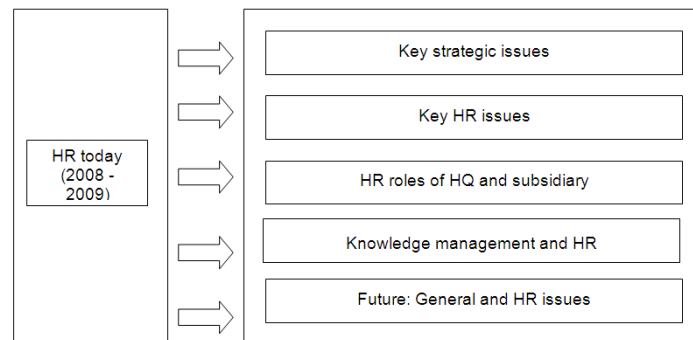 HR today
(2008 -
2009)
Key strategic issues
Key HR issues
HR roles of HQ and subsidiary
Knowledge management and HR
Future: General and HR issues